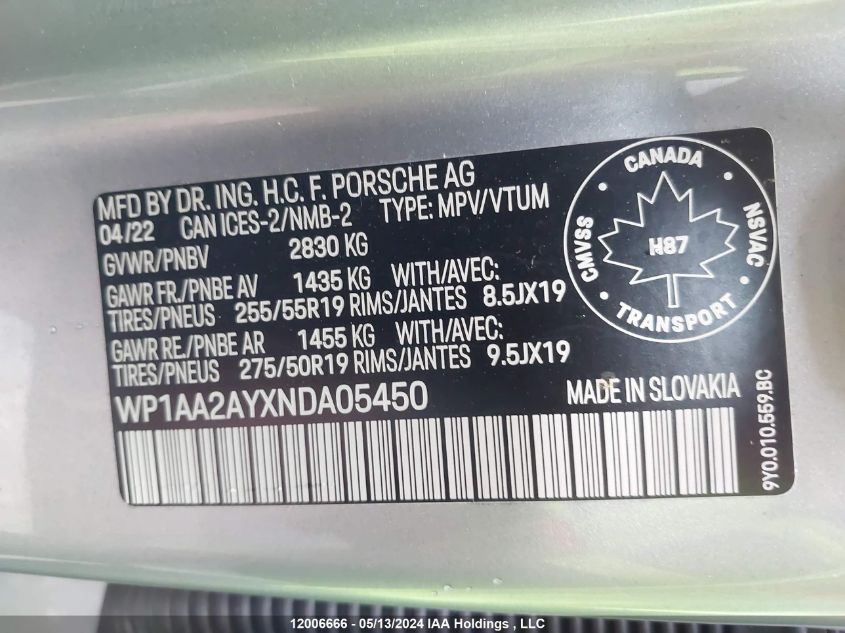 MFD BY DR. ING. H.C. F. PORSCHE AG
04/22 CAN ICES-2/NMB-2 TYPE: MPV/VTUM
GVWR/PNBV 2830 KG
GAWR FR./PNBE AV 1435 KG WITH/AVEC:
TIRES/PNEUS 255/55R19 RIMS/JANTES 8.5JX19
GAWR RE./PNBE AR 1455 KG WITH/AVEC:
TIRES/PNEUS 275/50R19 RIMS/JANTES 9.5JX19
WP1AA2AYXNDA05450 MADE IN SLOVAKIA
CANADA
CMVSS
H87
NSVAC
TRANSPORT
9Y0.010.559.BC
12006666 - 05/13/2024 IAA Holdings , LLC